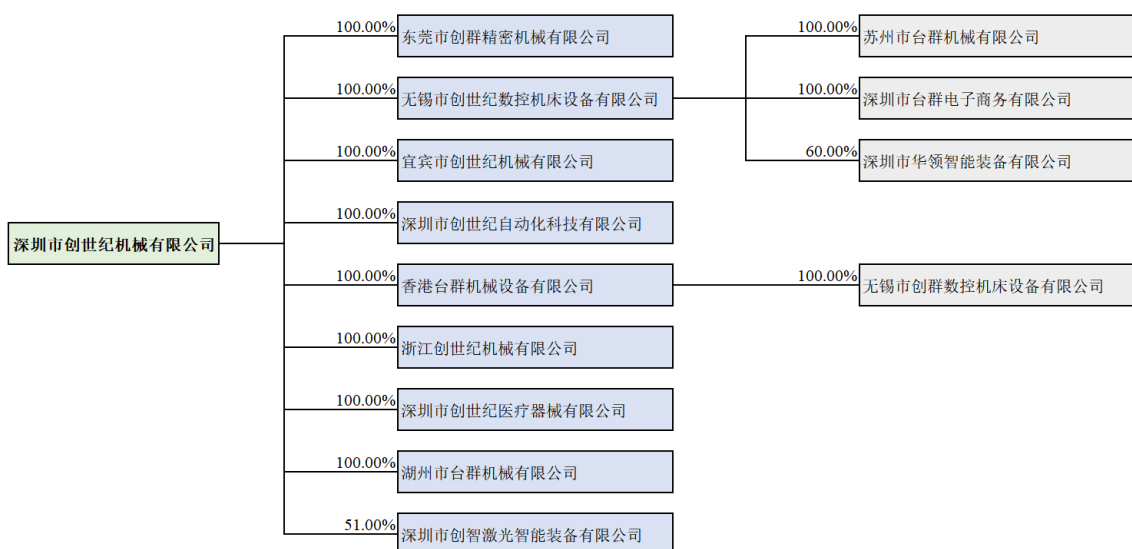 100.00%
东莞市创群精密机械有限公司
100.00%
苏州市台群机械有限公司
100.00%
无锡市创世纪数控机床设备有限公司
100.00%
深圳市台群电子商务有限公司
100.00%
宜宾市创世纪机械有限公司
60.00%
深圳市华领智能装备有限公司
100.00%
深圳市创世纪自动化科技有限公司
深圳市创世纪机械有限公司
100.00%
香港台群机械设备有限公司
100.00%
无锡市创群数控机床设备有限公司
100.00%
浙江创世纪机械有限公司
100.00%
深圳市创世纪医疗器械有限公司
100.00%
湖州市台群机械有限公司
51.00%
深圳市创智激光智能装备有限公司